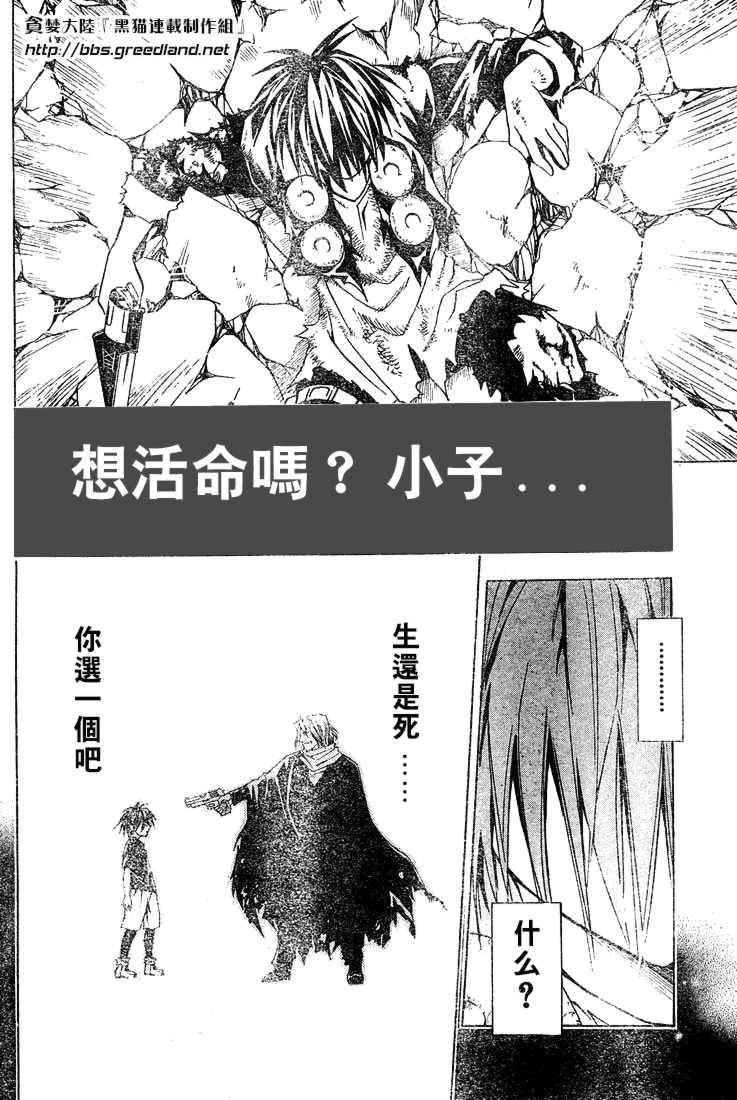 貪婪大陸『黑猫連載制作組』
http://bbs.greedland.net
想活命嗎？ 小子...
…………
什么？
生還是死……
你選一個吧